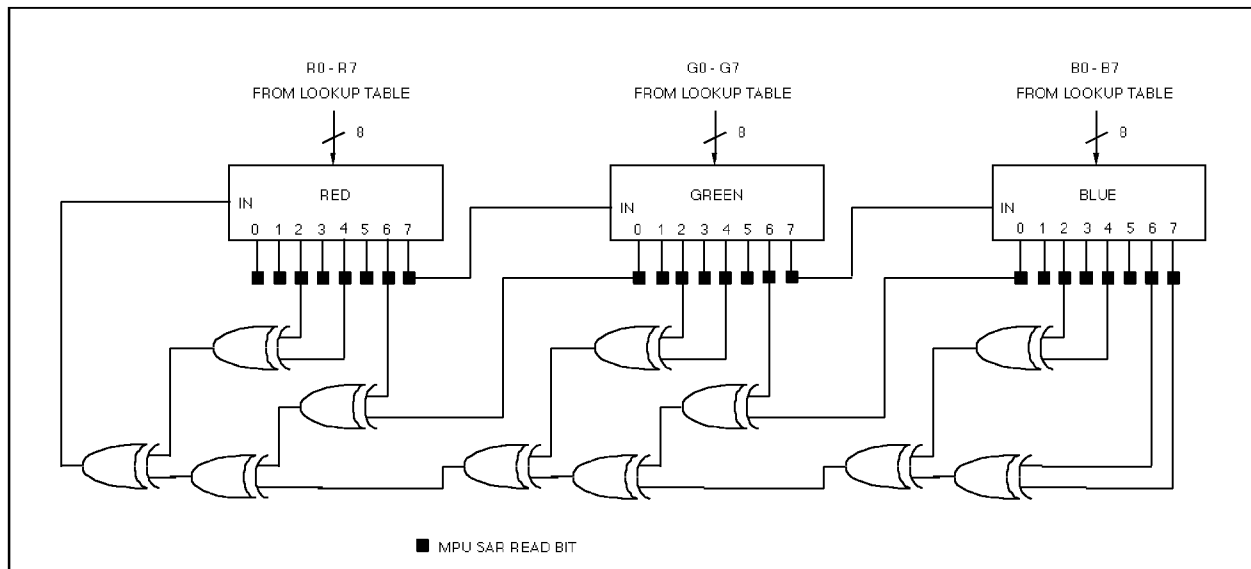 R0 - R7
FROM LOOKUP TABLE
8
G0 - G7
FROM LOOKUP TABLE
8
B0 - B7
FROM LOOKUP TABLE
8
RED
IN
0 1 2 3 4 5 6 7
GREEN
IN
0 1 2 3 4 5 6 7
BLUE
IN
0 1 2 3 4 5 6 7
MPU SAR READ BIT